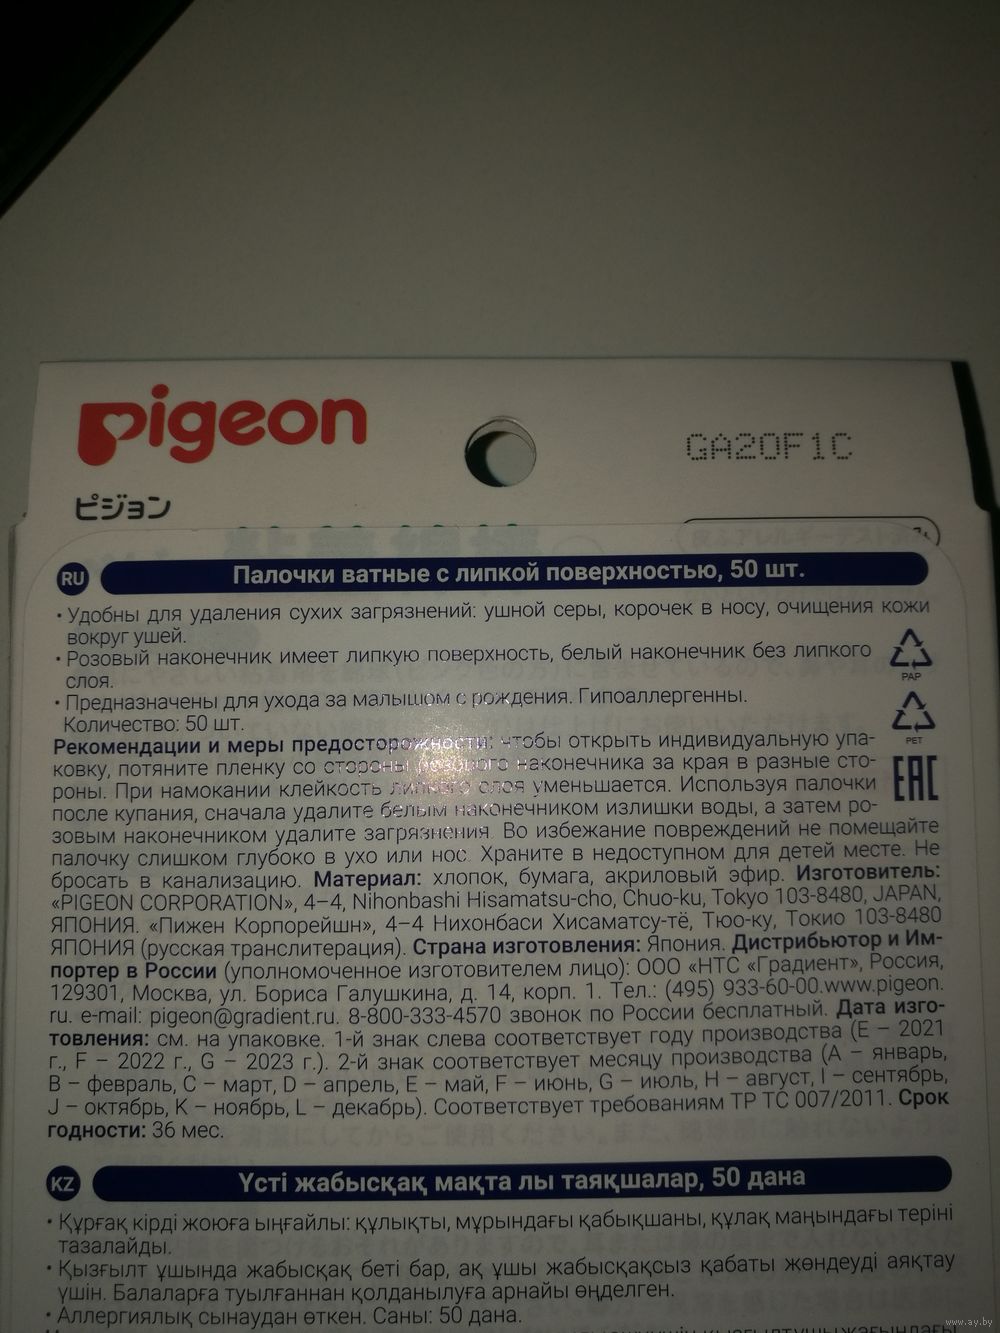 pigeon
GA20F1C
ピジョン
RU
Палочки ватные с липкой поверхностью, 50 шт.
• Удобны для удаления сухих загрязнений: ушной серы, корочек в носу, очищения кожи
вокруг ушей.
• Розовый наконечник имеет липкую поверхность, белый наконечник без липкого
слоя.
PAP
• Предназначены для ухода за малышом с рождения. Гипоаллергенны.
Количество: 50 шт.
PET
Рекомендации и меры предосторожности: чтобы открыть индивидуальную упа-
ковку, потяните пленку со стороны розового наконечника за края в разные сто-
роны. При намокании клейкость липкого слоя уменьшается. Используя палочки
EAC
после купания, сначала удалите белым наконечником излишки воды, а затем ро-
зовым наконечником удалите загрязнения. Во избежание повреждений не помещайте
палочку слишком глубоко в ухо или нос. Храните в недоступном для детей месте. Не
бросать в канализацию. Материал: хлопок, бумага, акриловый эфир. Изготовитель:
«PIGEON CORPORATION», 4–4, Nihonbashi Hisamatsu-cho, Chuo-ku, Tokyo 103-8480, JAPAN,
ЯПОНИЯ. «Пижен Корпорейшн», 4–4 Нихонбаси Хисаматсу-тё, Тюо-ку, Токио 103-8480
ЯПОНИЯ (русская транслитерация). Страна изготовления: Япония. Дистрибьютор и Им-
портер в России (уполномоченное изготовителем лицо): ООО «НТС «Градиент», Россия,
129301, Москва, ул. Бориса Галушкина, д. 14, корп. 1. Тел.: (495) 933-60-00.www.pigeon.
ru. e-mail: pigeon@gradient.ru. 8-800-333-4570 звонок по России бесплатный. Дата изго-
товления: см. на упаковке. 1-й знак слева соответствует году производства (E – 2021
г., F – 2022 г., G – 2023 г.). 2-й знак соответствует месяцу производства (A – январь,
B – февраль, C – март, D – апрель, E – май, F – июнь, G – июль, H – август, I – сентябрь,
J – октябрь, K – ноябрь, L – декабрь). Соответствует требованиям ТР ТС 007/2011. Срок
годности: 36 мес.
KZ
Үсті жабысқақ мақта лы таяқшалар, 50 дана
• Құрғақ кірді жоюға ыңғайлы: құлықты, мұрындағы қабықшаны, құлақ маңындағы теріні
тазалайды.
• Қызғылт ұшында жабысқақ беті бар, ақ ұшы жабысқақсыз қабаты жөндеуді аяқтау
үшін. Балаларға туылғаннан қолданылуға арнайы өңделген.
• Аллергиялық сынаудан өткен. Саны: 50 дана.
www.ay.by